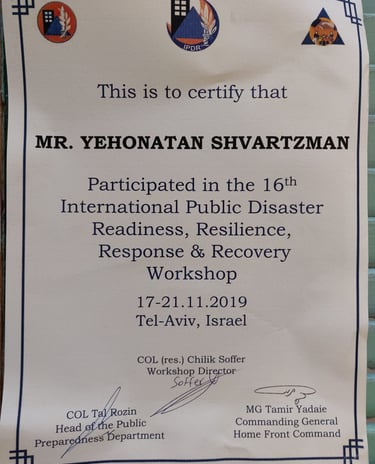 IPDR
This is to certify that
MR. YEHONATAN SHVARTZMAN
Participated in the 16th
International Public Disaster
Readiness, Resilience,
Response & Recovery
Workshop
17-21.11.2019
Tel-Aviv, Israel
COL (res.) Chilik Soffer
Workshop Director
Soffer
COL Tal Rozin
Head of the Public
Preparedness Department
MG Tamir Yadaie
Commanding General
Home Front Command